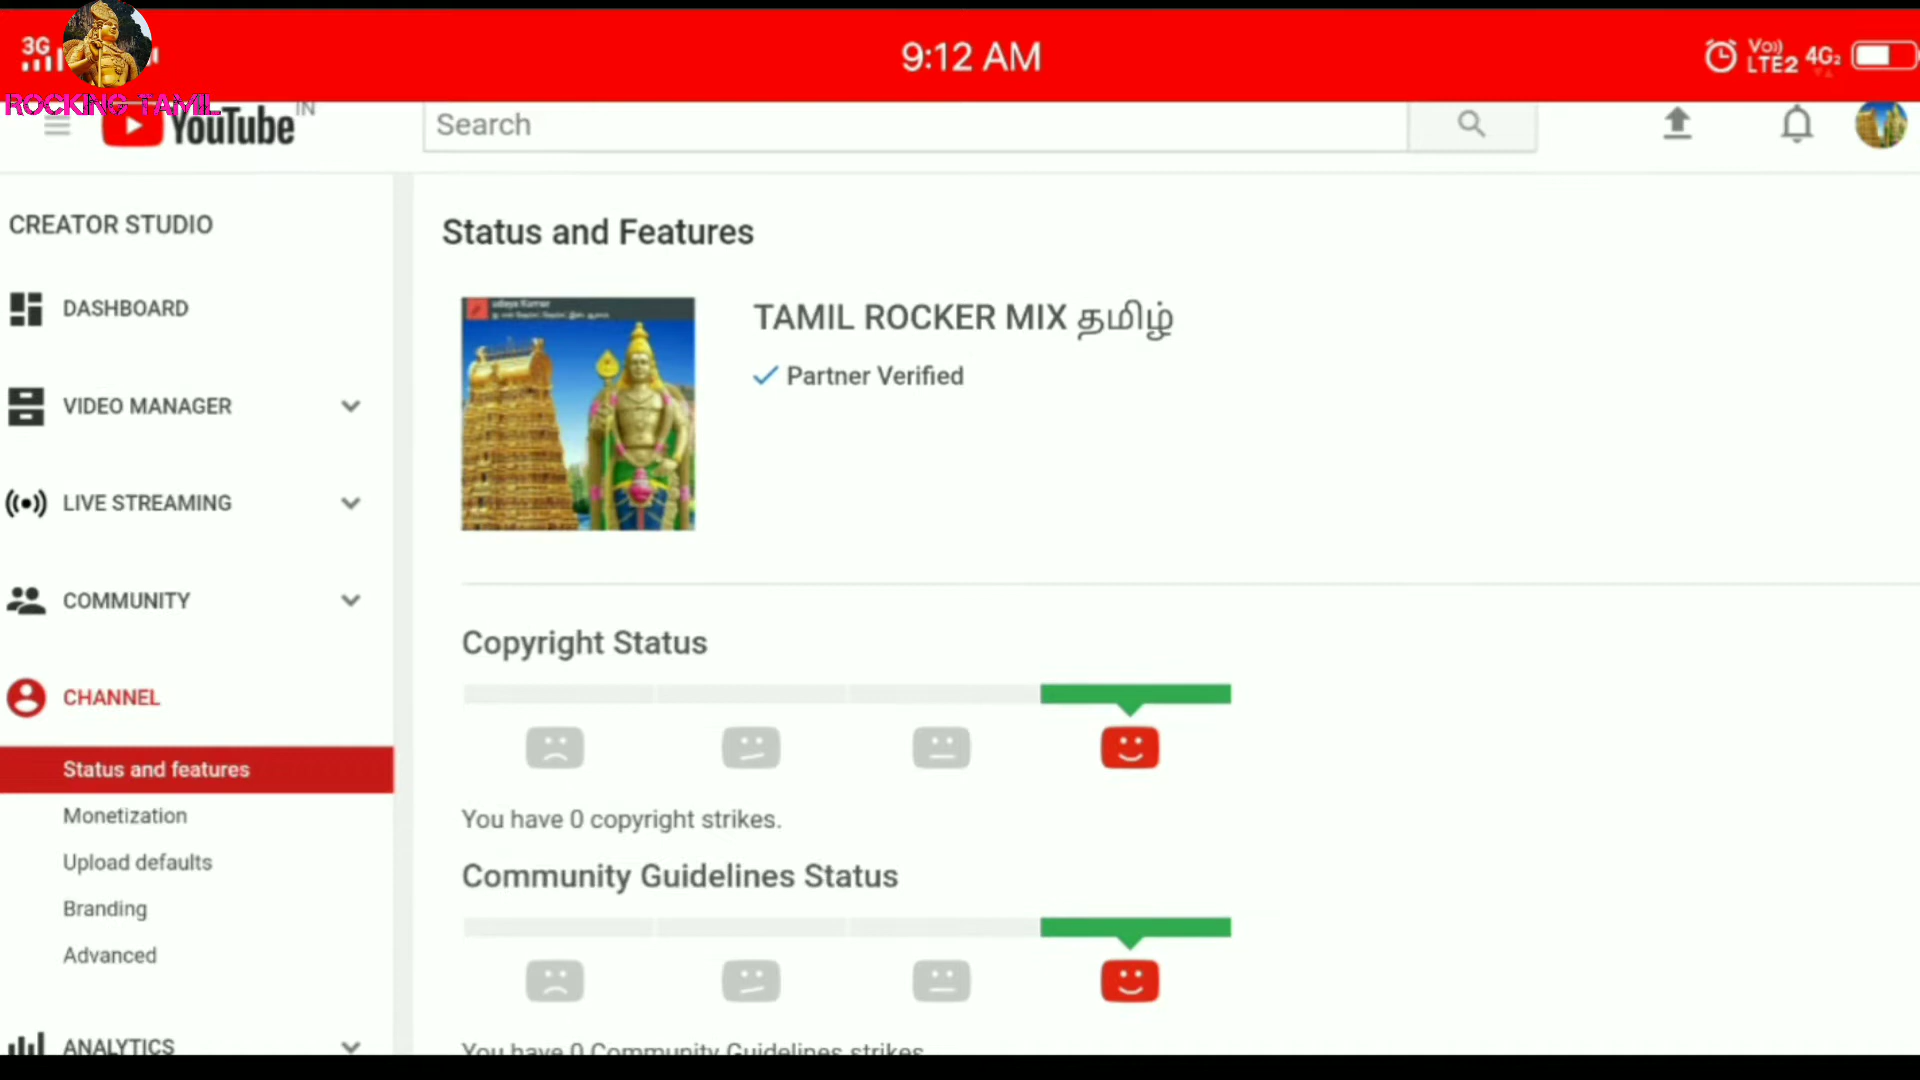 3G
9:12 AM
Vo))
LTE2
4G2
ROCKING TAMIL
YouTube IN
Search
CREATOR STUDIO
Status and Features
DASHBOARD
TAMIL ROCKER MIX தமிழ்
Partner Verified
VIDEO MANAGER
LIVE STREAMING
COMMUNITY
Copyright Status
CHANNEL
Status and features
Monetization
You have 0 copyright strikes.
Upload defaults
Community Guidelines Status
Branding
Advanced
ANALYTICS
You have 0 Community Guidelines strikes